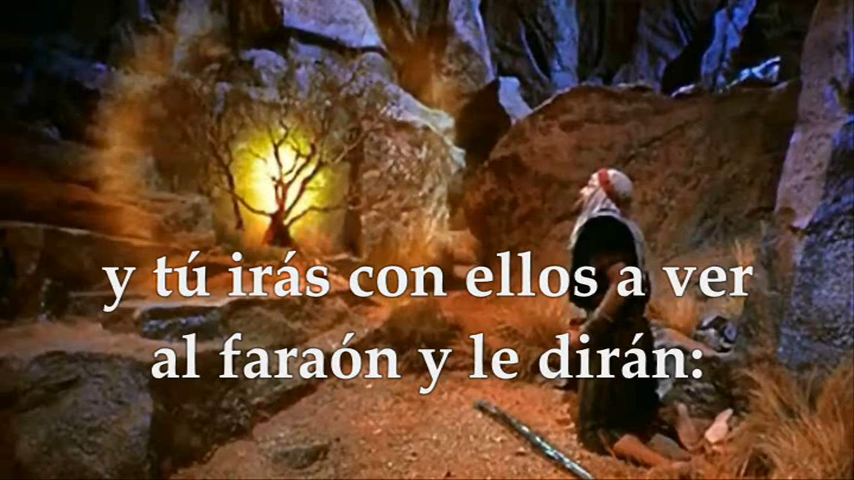 y tú irás con ellos a ver
al faraón y le dirán: